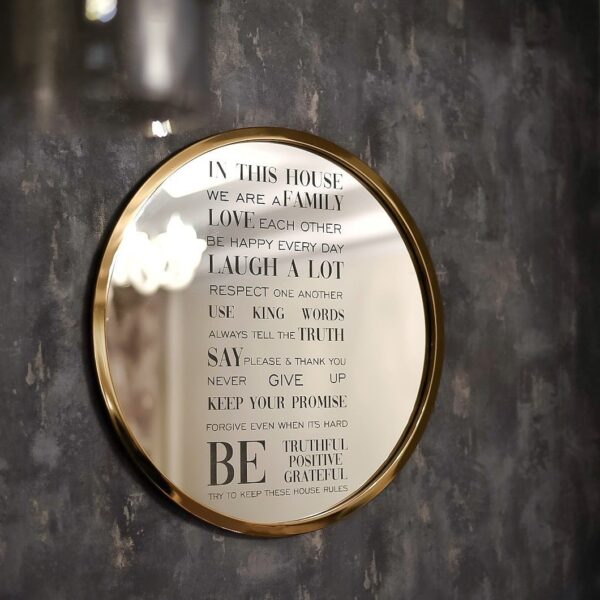 IN THIS HOUSE
WE ARE A FAMILY
LOVE EACH OTHER
BE HAPPY EVERY DAY
LAUGH A LOT
RESPECT ONE ANOTHER
USE KING WORDS
ALWAYS TELL THE TRUTH
SAY PLEASE & THANK YOU
NEVER GIVE UP
KEEP YOUR PROMISE
FORGIVE EVEN WHEN ITS HARD
BE TRUTHFUL
POSITIVE
GRATEFUL
TRY TO KEEP THESE HOUSE RULES